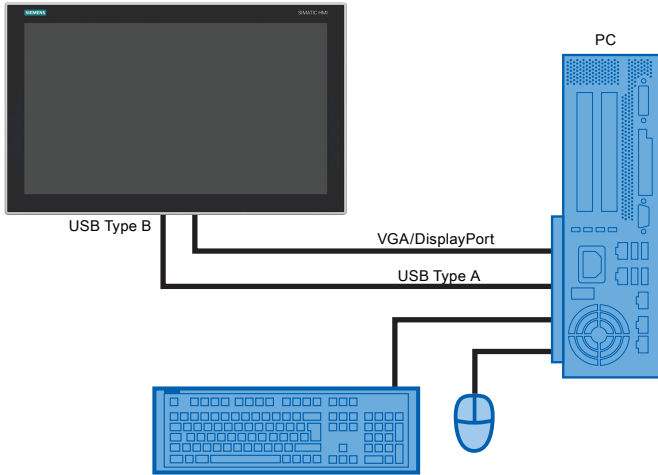 SIEMENS
SIMATIC HMI
PC
USB Type B
VGA/DisplayPort
USB Type A